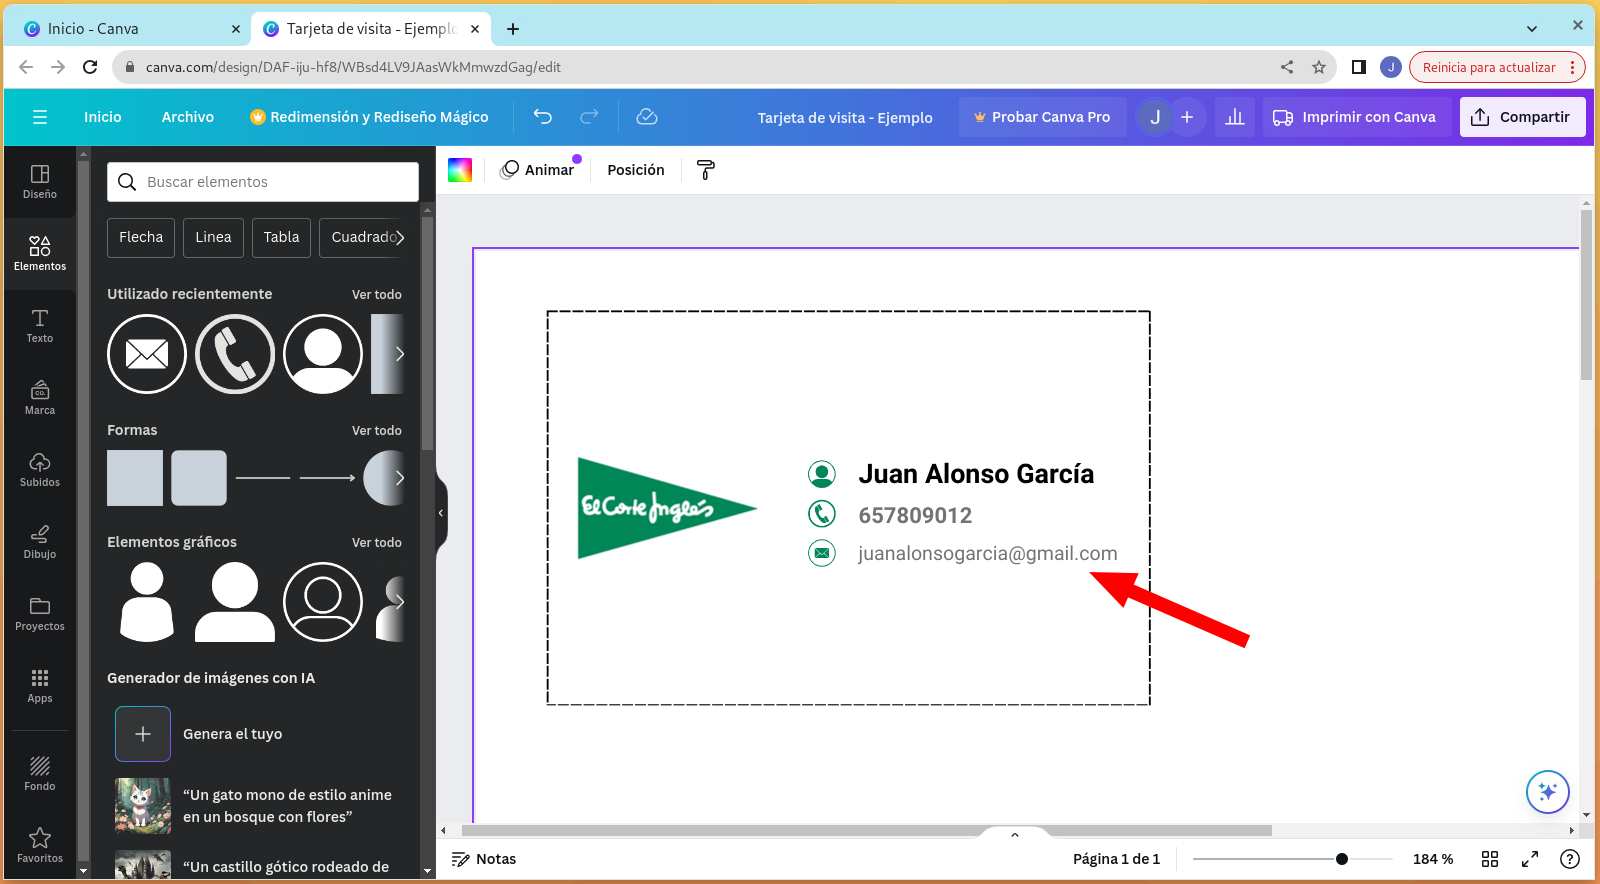 Inicio - Canva
Tarjeta de visita - Ejemplo
canva.com/design/DAF-iju-hf8/WBsd4LV9JAasWkMmwzdGag/edit
J
Reinicia para actualizar
Inicio
Archivo
Redimensión y Rediseño Mágico
Tarjeta de visita - Ejemplo
Probar Canva Pro
J
Imprimir con Canva
Compartir
Diseño
Elementos
Texto
Marca
CO.
Subidos
Dibujo
Proyectos
Apps
Fondo
Favoritos
Buscar elementos
Flecha
Linea
Tabla
Cuadrado
Utilizado recientemente
Ver todo
Formas
Ver todo
Elementos gráficos
Ver todo
Generador de imágenes con IA
Genera el tuyo
“Un gato mono de estilo anime
en un bosque con flores”
“Un castillo gótico rodeado de
Animar
Posición
El Corte Inglés
Juan Alonso García
657809012
juanalonsogarcia@gmail.com
Notas
Página 1 de 1
184 %